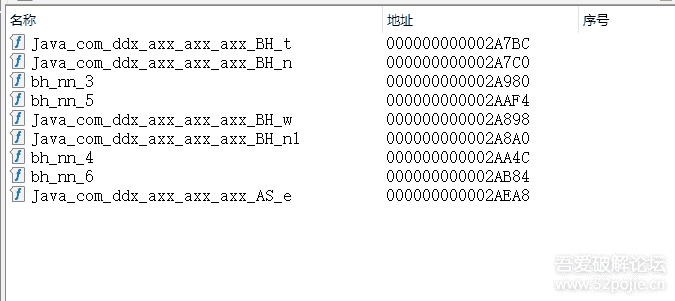 名称 地址 序号
Java_com_ddx_axx_axx_axx_BH_t 000000000002A7BC
Java_com_ddx_axx_axx_axx_BH_n 000000000002A7C0
bh_nn_3 000000000002A980
bh_nn_5 000000000002AAF4
Java_com_ddx_axx_axx_axx_BH_w 000000000002A898
Java_com_ddx_axx_axx_axx_BH_n1 000000000002A8A0
bh_nn_4 000000000002AA4C
bh_nn_6 000000000002AB84
Java_com_ddx_axx_axx_axx_AS_e 000000000002AEA8
吾爱破解论坛
www.52pojie.cn